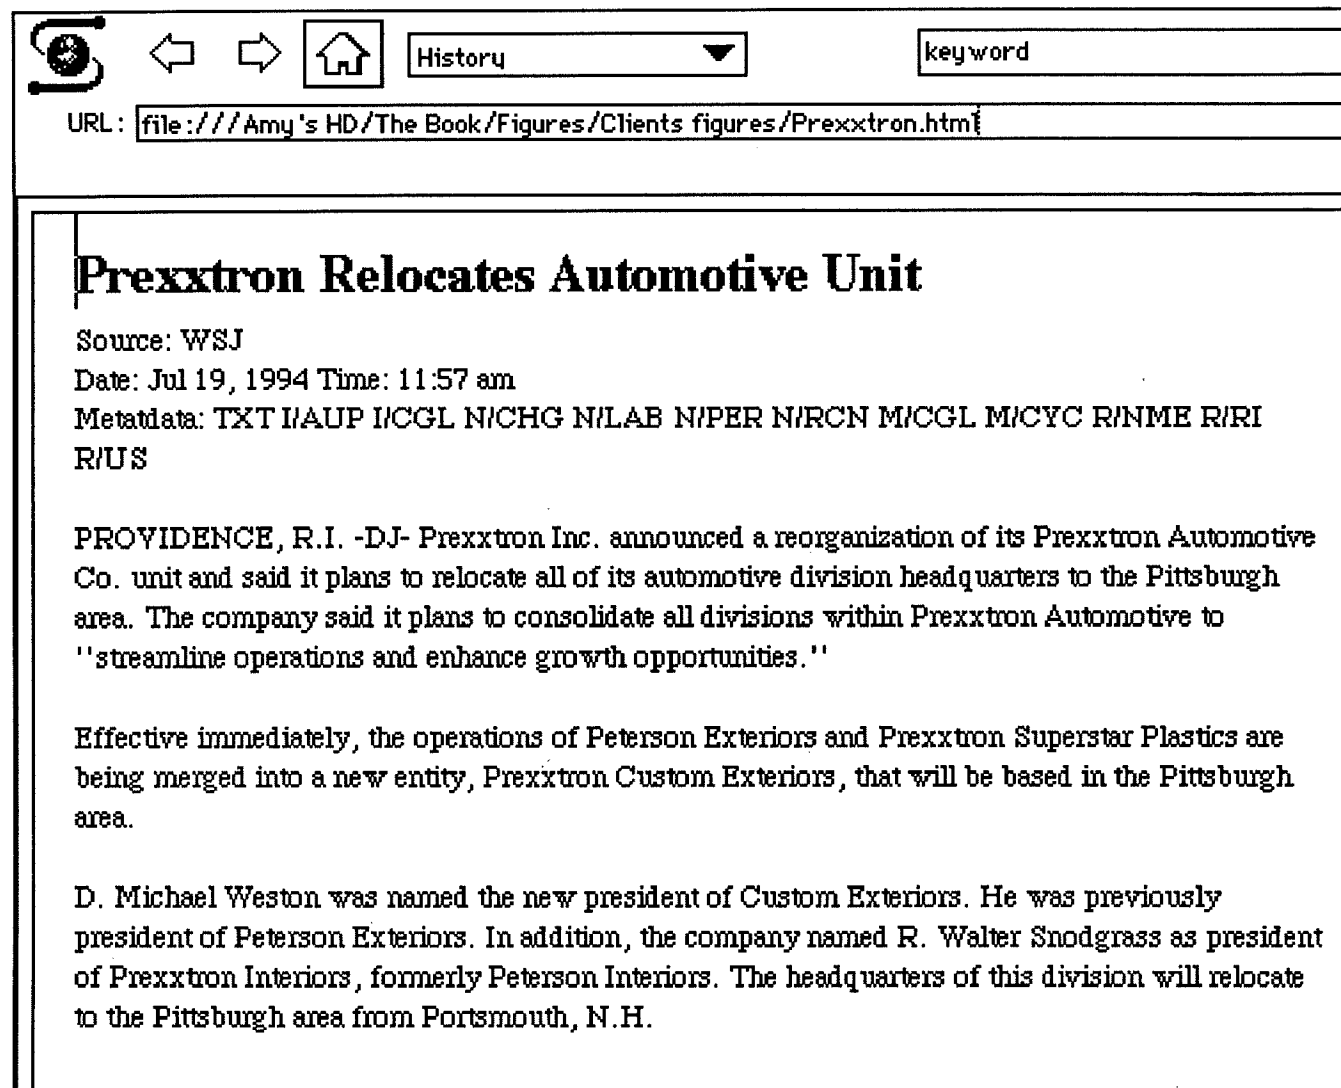 History
keyword
URL: file:///Amy's HD/The Book/Figures/Clients figures/Prexxtron.html
Prexxtron Relocates Automotive Unit
Source: WSJ
Date: Jul 19, 1994 Time: 11:57 am
Metatdata: TXT I/AUP I/CGL N/CHG N/LAB N/PER N/RCN M/CGL M/CYC R/NME R/RI
R/US
PROVIDENCE, R.I. -DJ- Prexxtron Inc. announced a reorganization of its Prexxtron Automotive
Co. unit and said it plans to relocate all of its automotive division headquarters to the Pittsburgh
area. The company said it plans to consolidate all divisions within Prexxtron Automotive to
''streamline operations and enhance growth opportunities.''
Effective immediately, the operations of Peterson Exteriors and Prexxtron Superstar Plastics are
being merged into a new entity, Prexxtron Custom Exteriors, that will be based in the Pittsburgh
area.
D. Michael Weston was named the new president of Custom Exteriors. He was previously
president of Peterson Exteriors. In addition, the company named R. Walter Snodgrass as president
of Prexxtron Interiors, formerly Peterson Interiors. The headquarters of this division will relocate
to the Pittsburgh area from Portsmouth, N.H.